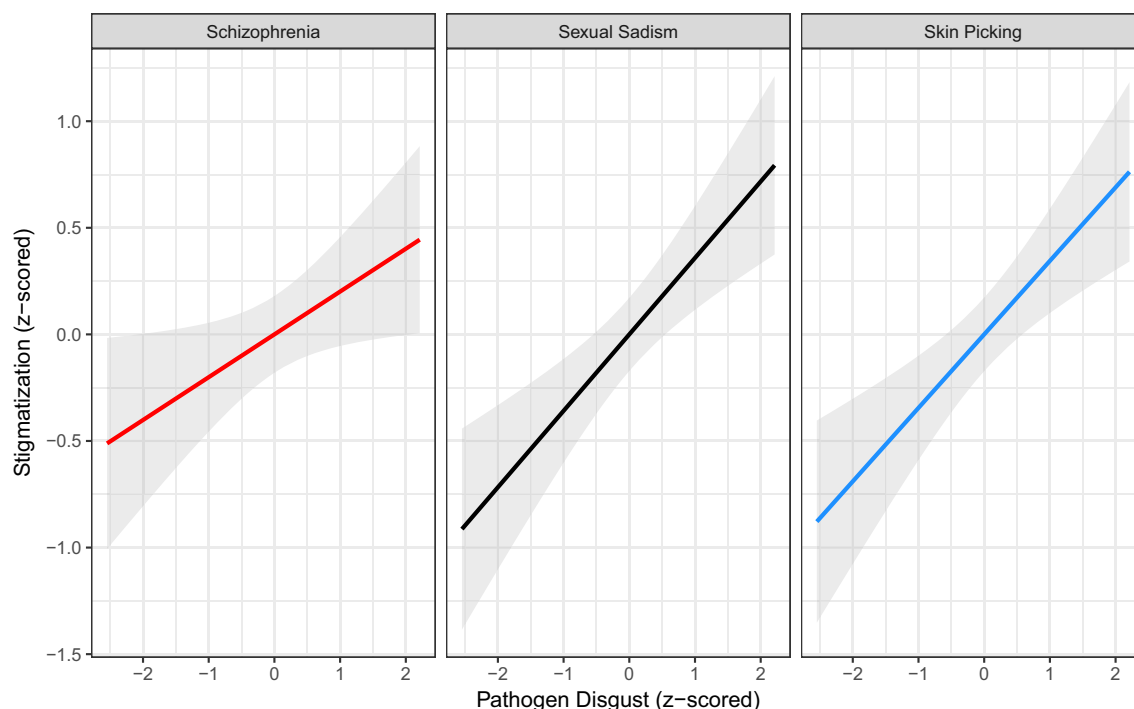 Schizophrenia Sexual Sadism Skin Picking
1.0
0.5
0.0
−0.5
−1.0
−1.5
Stigmatization (z−scored)
−2 −1 0 1 2 −2 −1 0 1 2 −2 −1 0 1 2
Pathogen Disgust (z−scored)